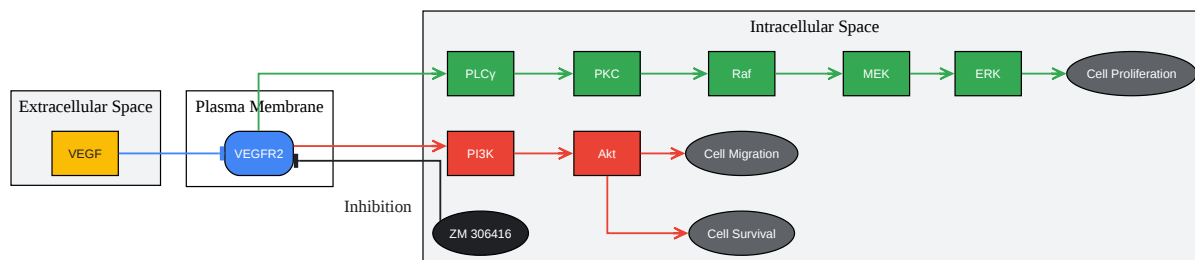 Intracellular Space
PLCγ
PKC
Raf
MEK
ERK
Cell Proliferation
Extracellular Space
Plasma Membrane
VEGF
VEGFR2
PI3K
Akt
Cell Migration
Inhibition
ZM 306416
Cell Survival